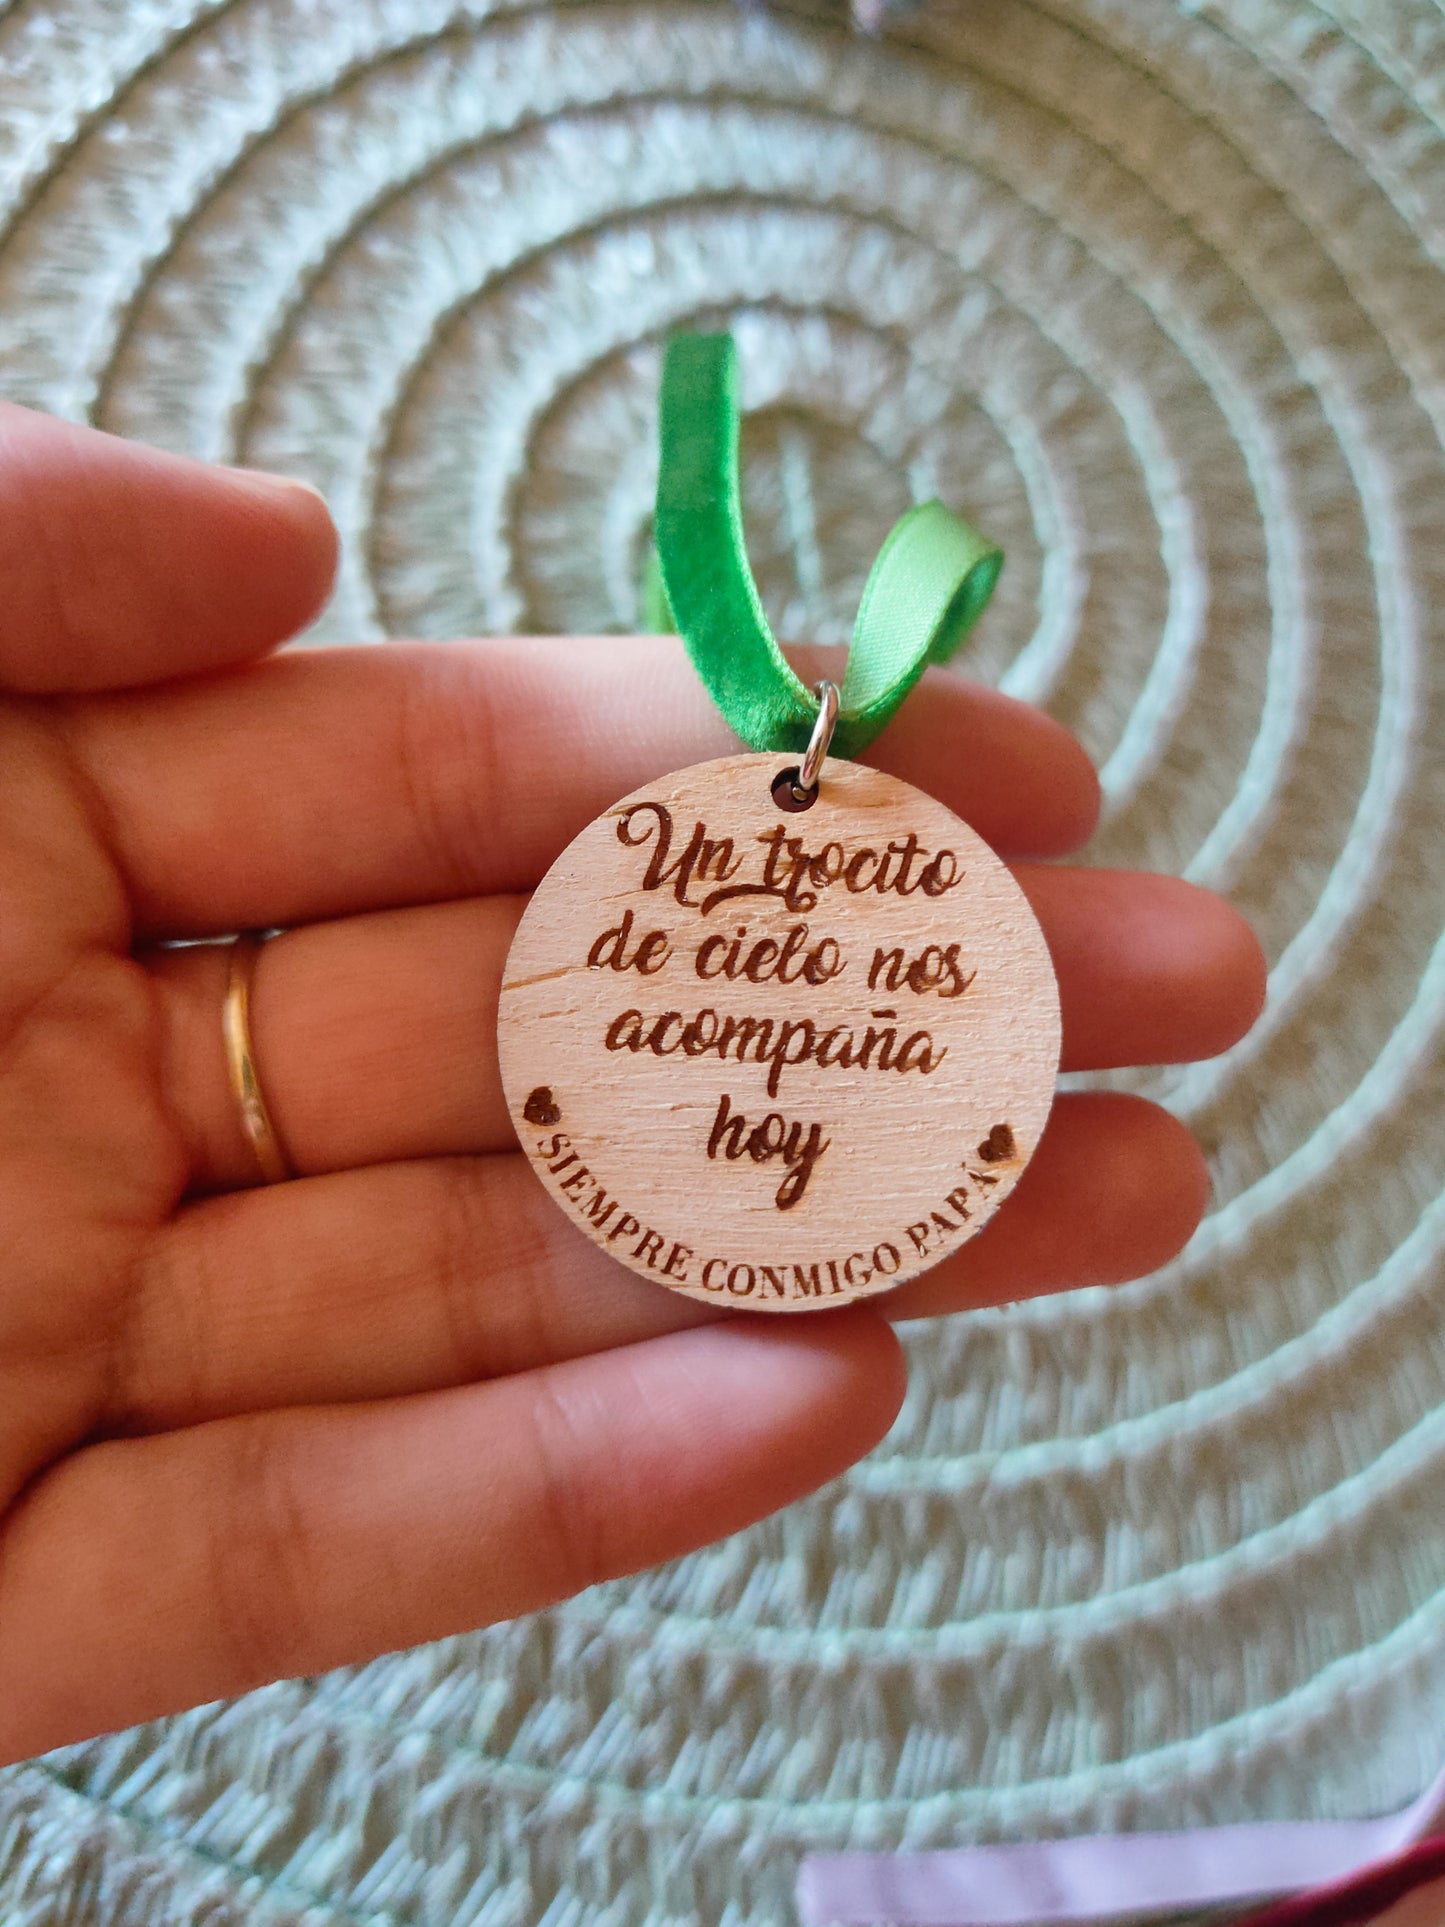 Un trocito
de cielo nos
acompaña
hoy
SIEMPRE CONMIGO PAPÁ